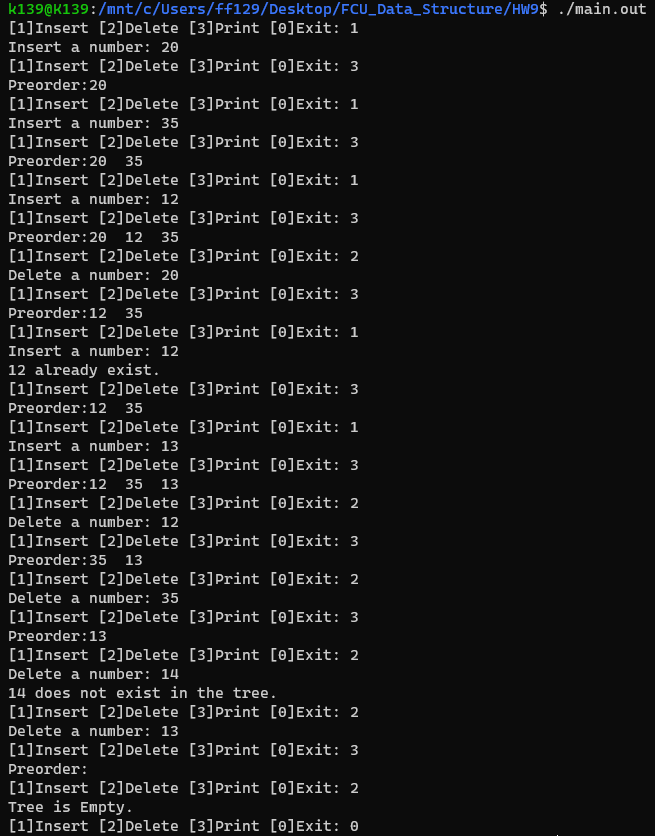 k139@K139:/mnt/c/Users/ff129/Desktop/FCU_Data_Structure/HW9$ ./main.out
[1]Insert [2]Delete [3]Print [0]Exit: 1
Insert a number: 20
[1]Insert [2]Delete [3]Print [0]Exit: 3
Preorder:20
[1]Insert [2]Delete [3]Print [0]Exit: 1
Insert a number: 35
[1]Insert [2]Delete [3]Print [0]Exit: 3
Preorder:20  35
[1]Insert [2]Delete [3]Print [0]Exit: 1
Insert a number: 12
[1]Insert [2]Delete [3]Print [0]Exit: 3
Preorder:20  12  35
[1]Insert [2]Delete [3]Print [0]Exit: 2
Delete a number: 20
[1]Insert [2]Delete [3]Print [0]Exit: 3
Preorder:12  35
[1]Insert [2]Delete [3]Print [0]Exit: 1
Insert a number: 12
12 already exist.
[1]Insert [2]Delete [3]Print [0]Exit: 3
Preorder:12  35
[1]Insert [2]Delete [3]Print [0]Exit: 1
Insert a number: 13
[1]Insert [2]Delete [3]Print [0]Exit: 3
Preorder:12  35  13
[1]Insert [2]Delete [3]Print [0]Exit: 2
Delete a number: 12
[1]Insert [2]Delete [3]Print [0]Exit: 3
Preorder:35  13
[1]Insert [2]Delete [3]Print [0]Exit: 2
Delete a number: 35
[1]Insert [2]Delete [3]Print [0]Exit: 3
Preorder:13
[1]Insert [2]Delete [3]Print [0]Exit: 2
Delete a number: 14
14 does not exist in the tree.
[1]Insert [2]Delete [3]Print [0]Exit: 2
Delete a number: 13
[1]Insert [2]Delete [3]Print [0]Exit: 3
Preorder:
[1]Insert [2]Delete [3]Print [0]Exit: 2
Tree is Empty.
[1]Insert [2]Delete [3]Print [0]Exit: 0